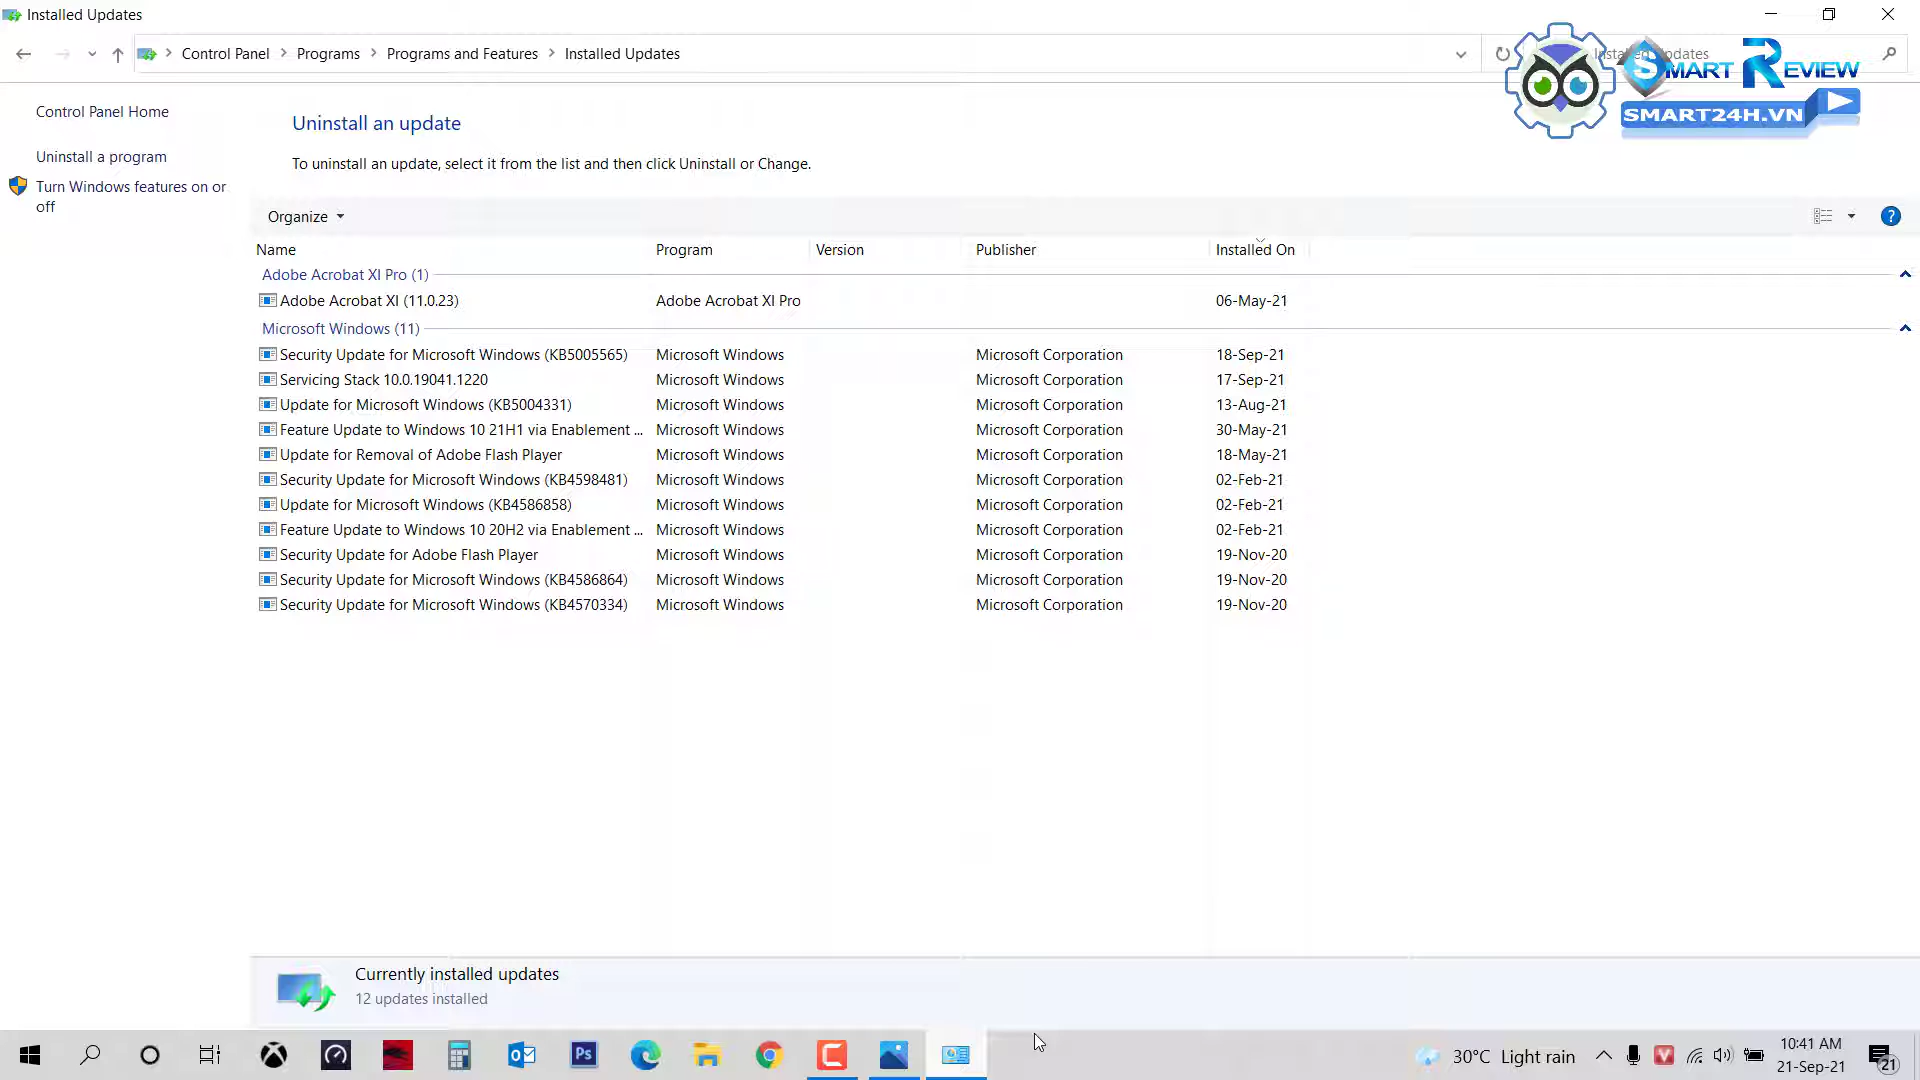 Installed Updates
Control Panel
Programs
Programs and Features
Installed Updates
SMART REVIEW
SMART24H.VN
Control Panel Home
Uninstall a program
Turn Windows features on or
off
Uninstall an update
To uninstall an update, select it from the list and then click Uninstall or Change.
Organize
Name Program Version Publisher Installed On
Adobe Acrobat XI Pro (1)
Adobe Acrobat XI (11.0.23) Adobe Acrobat XI Pro 06-May-21
Microsoft Windows (11)
Security Update for Microsoft Windows (KB5005565) Microsoft Windows Microsoft Corporation 18-Sep-21
Servicing Stack 10.0.19041.1220 Microsoft Windows Microsoft Corporation 17-Sep-21
Update for Microsoft Windows (KB5004331) Microsoft Windows Microsoft Corporation 13-Aug-21
Feature Update to Windows 10 21H1 via Enablement ... Microsoft Windows Microsoft Corporation 30-May-21
Update for Removal of Adobe Flash Player Microsoft Windows Microsoft Corporation 18-May-21
Security Update for Microsoft Windows (KB4598481) Microsoft Windows Microsoft Corporation 02-Feb-21
Update for Microsoft Windows (KB4586858) Microsoft Windows Microsoft Corporation 02-Feb-21
Feature Update to Windows 10 20H2 via Enablement ... Microsoft Windows Microsoft Corporation 02-Feb-21
Security Update for Adobe Flash Player Microsoft Windows Microsoft Corporation 19-Nov-20
Security Update for Microsoft Windows (KB4586864) Microsoft Windows Microsoft Corporation 19-Nov-20
Security Update for Microsoft Windows (KB4570334) Microsoft Windows Microsoft Corporation 19-Nov-20
Currently installed updates
12 updates installed
Ps
30°C Light rain
10:41 AM
21-Sep-21
21